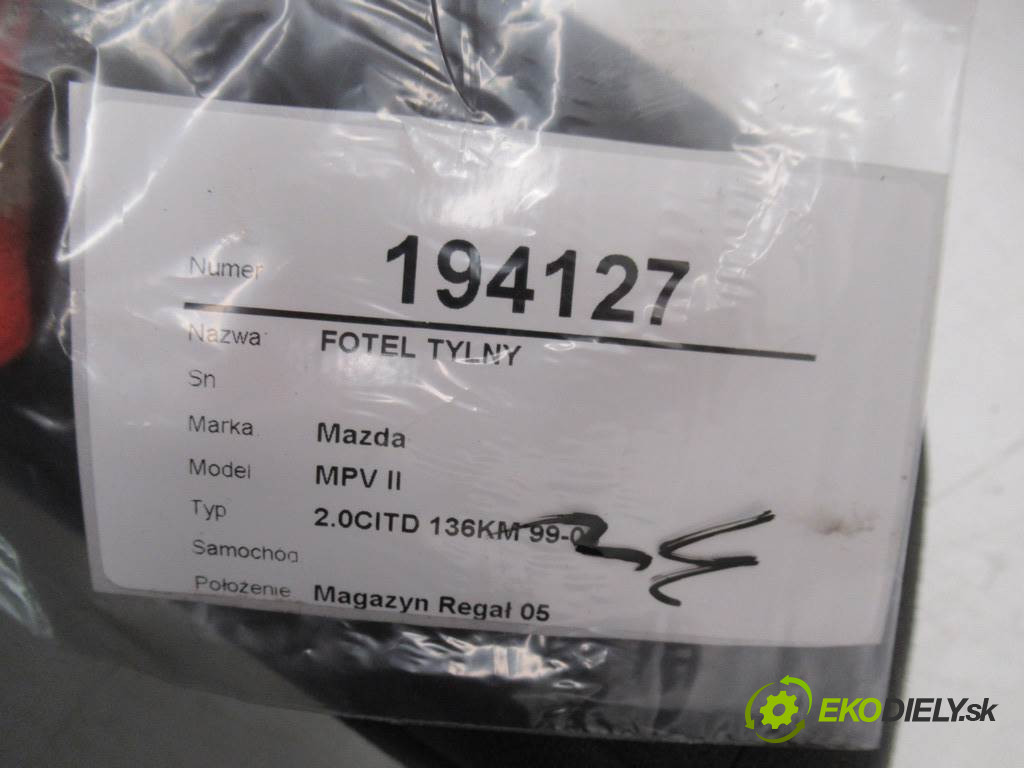 Numer 194127
Nazwa FOTEL TYLNY
Sn
Marka Mazda
Model MPV II
Typ 2.0CITD 136KM 99-0
Samochód
Położenie Magazyn Regał 05
EKODIELY.sk